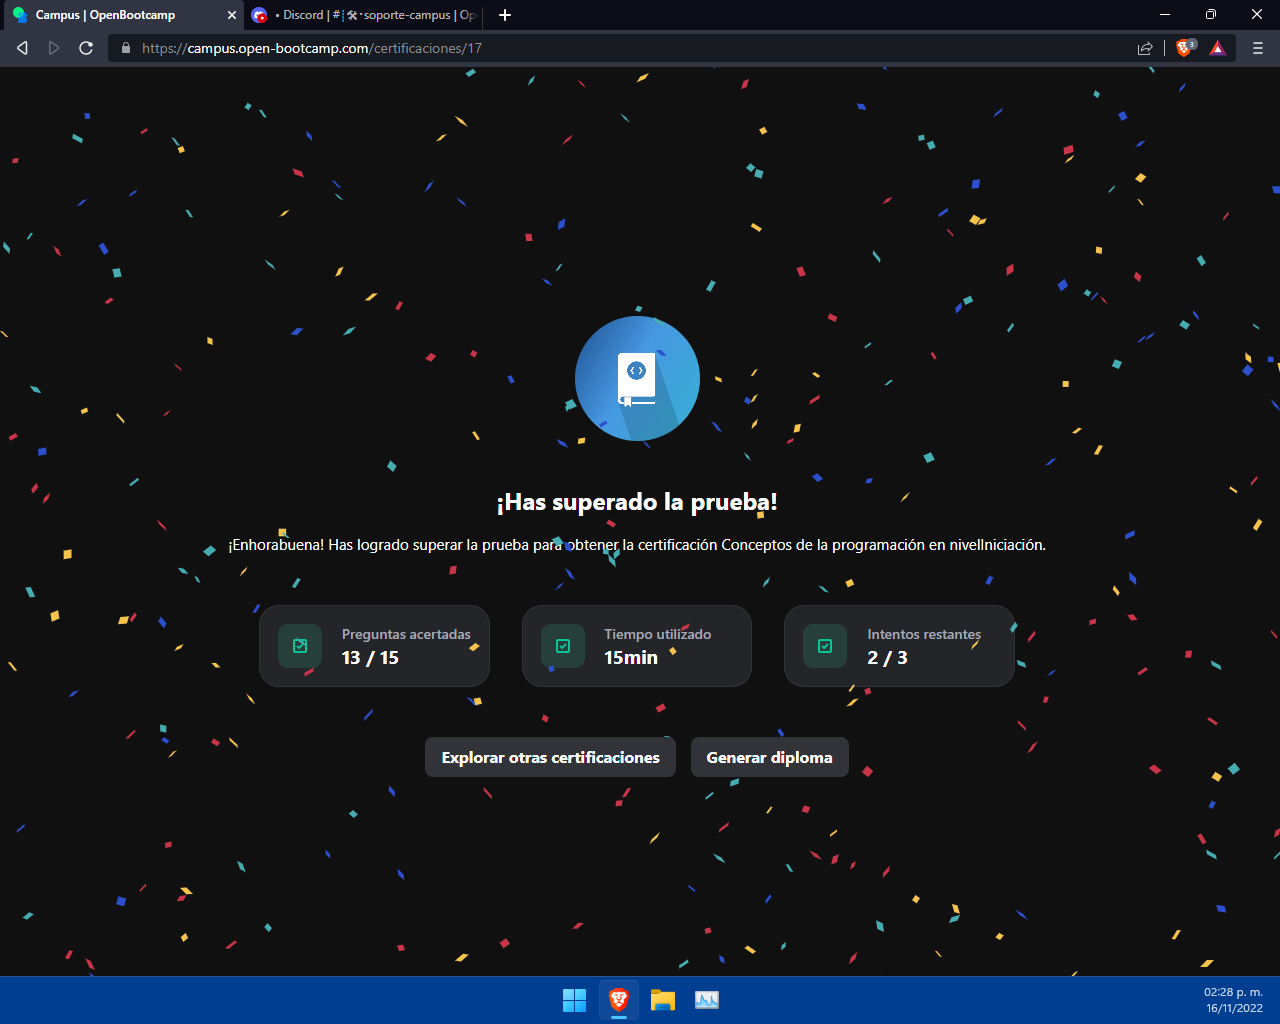 Campus | OpenBootcamp
• Discord | #┆🛠・soporte-campus | Op
https://campus.open-bootcamp.com/certificaciones/17
3
¡Has superado la prueba!
¡Enhorabuena! Has logrado superar la prueba para obtener la certificación Conceptos de la programación en nivelIniciación.
Preguntas acertadas
13 / 15
Tiempo utilizado
15min
Intentos restantes
2 / 3
Explorar otras certificaciones
Generar diploma
02:28 p. m.
16/11/2022